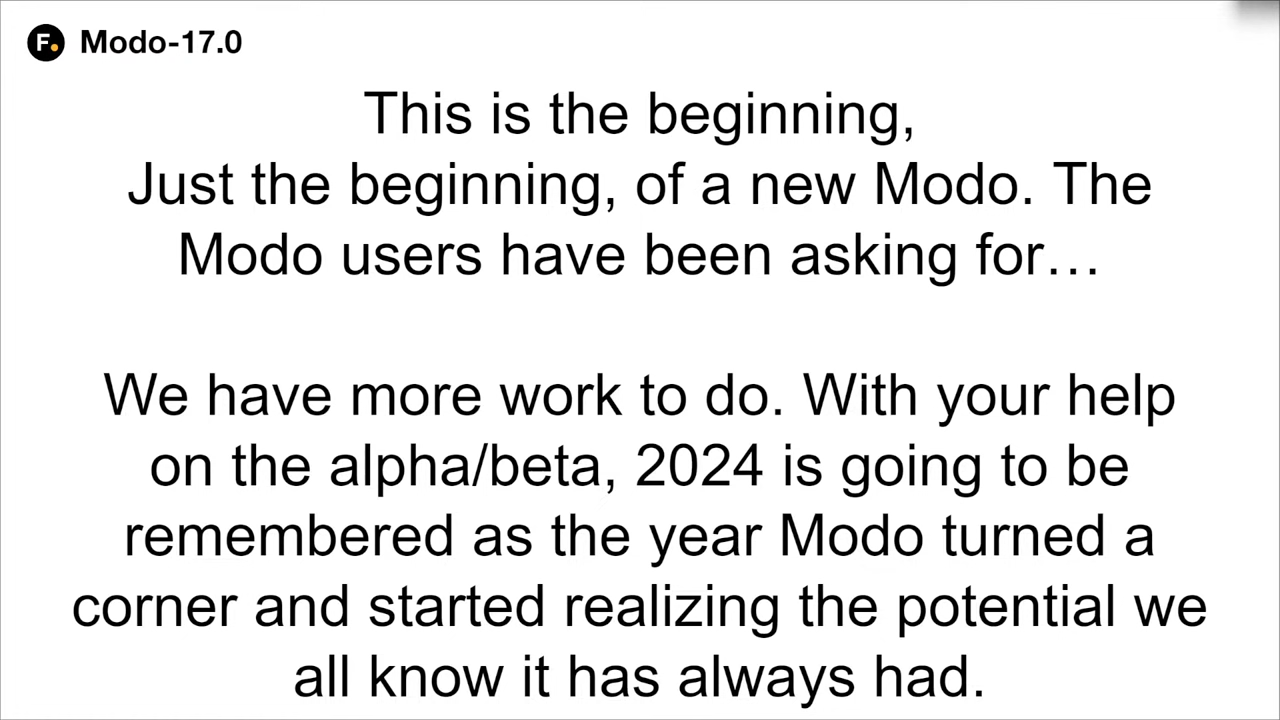 F.
Modo-17.0
This is the beginning,
Just the beginning, of a new Modo. The
Modo users have been asking for…
We have more work to do. With your help
on the alpha/beta, 2024 is going to be
remembered as the year Modo turned a
corner and started realizing the potential we
all know it has always had.